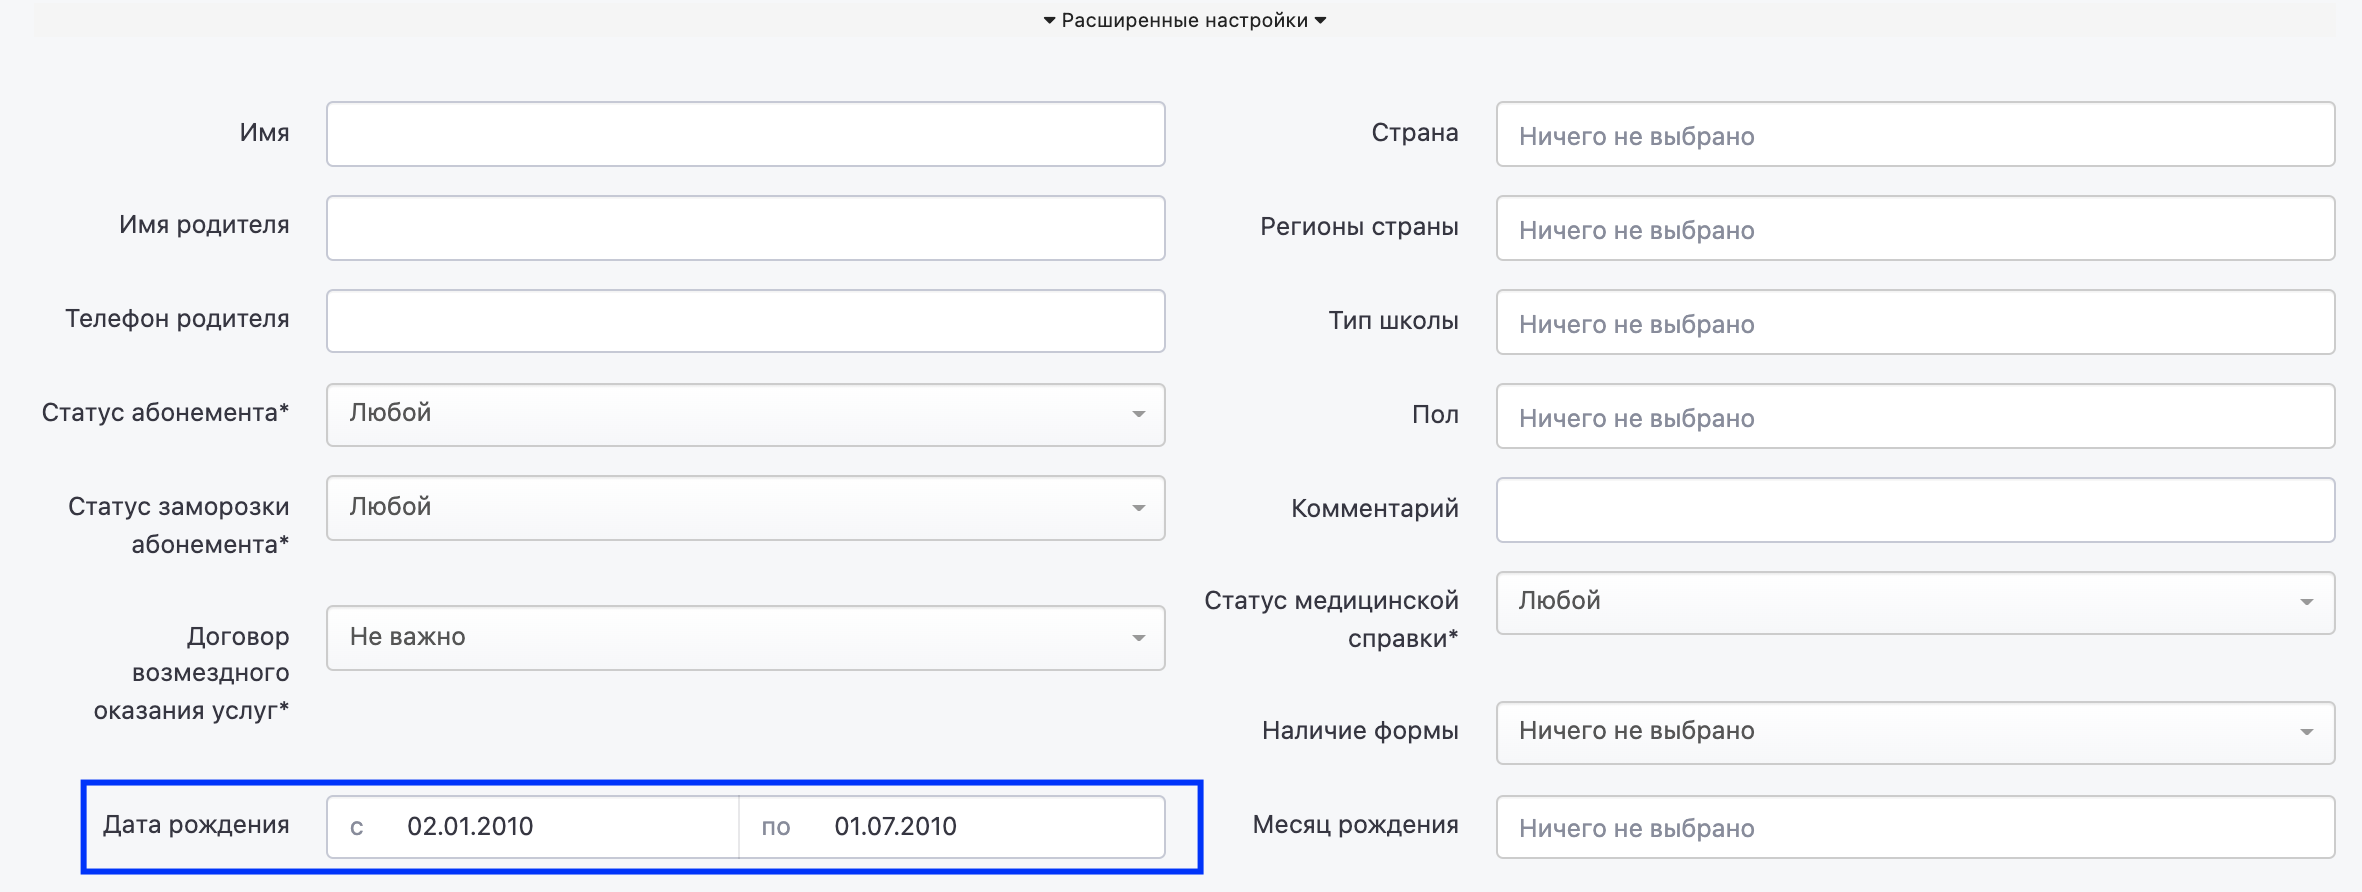 Расширенные настройки
Имя
Имя родителя
Телефон родителя
Статус абонемента* Любой
Статус заморозки Любой
абонемента*
Договор Не важно
возмездного
оказания услуг*
Дата рождения с 02.01.2010 по 01.07.2010
Страна Ничего не выбрано
Регионы страны Ничего не выбрано
Тип школы Ничего не выбрано
Пол Ничего не выбрано
Комментарий
Статус медицинской Любой
справки*
Наличие формы Ничего не выбрано
Месяц рождения Ничего не выбрано